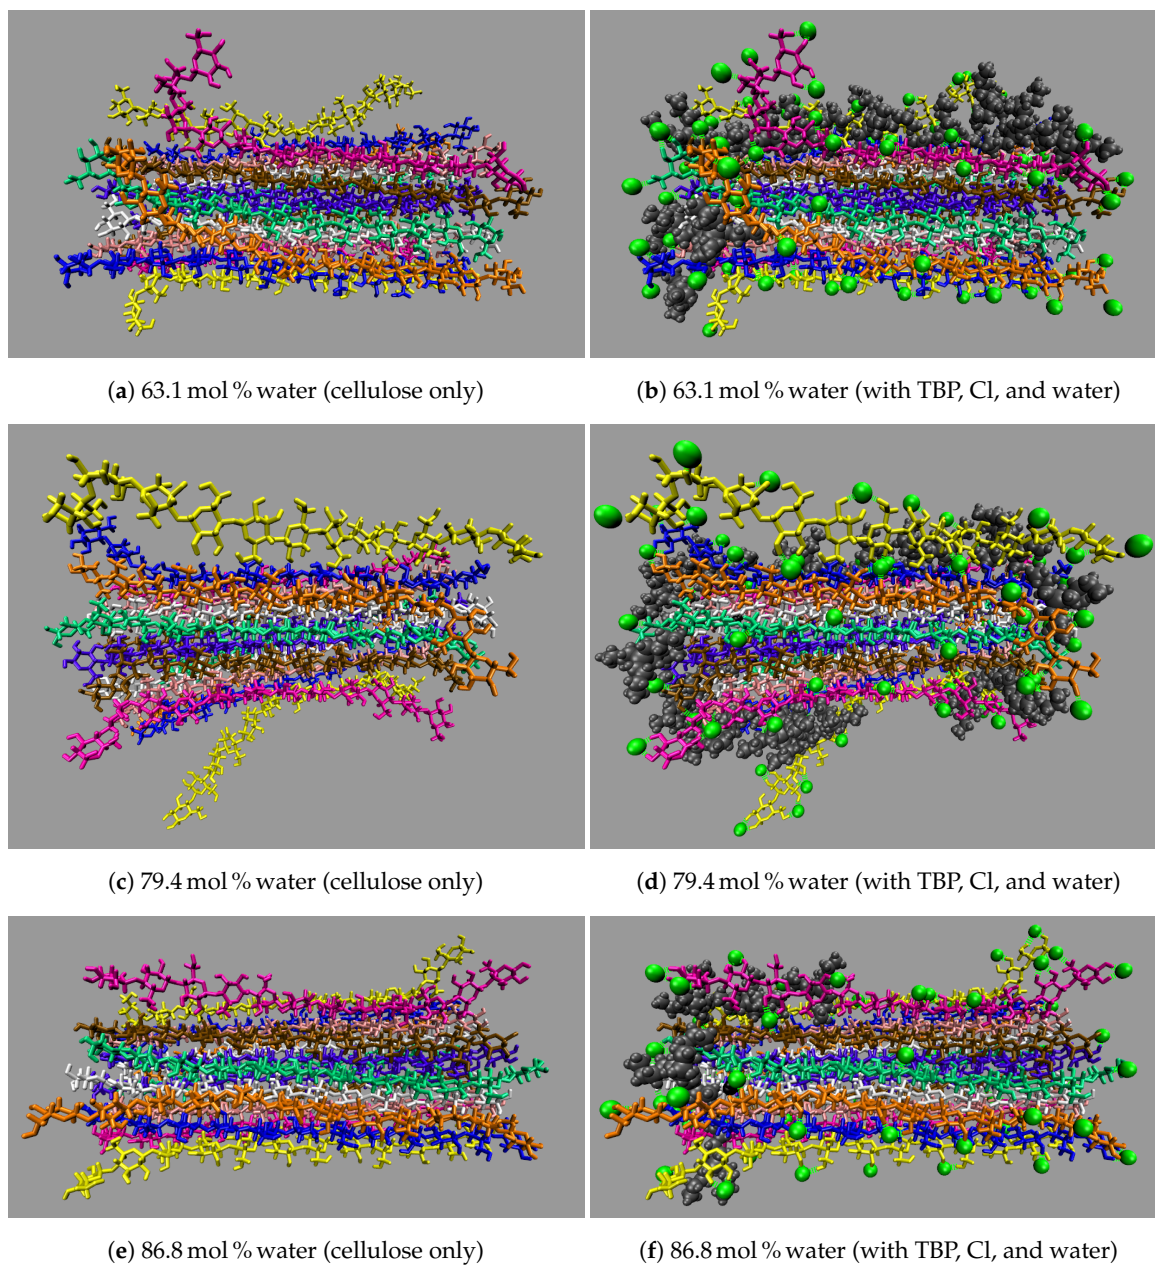 (a) 63.1 mol % water (cellulose only)
(b) 63.1 mol % water (with TBP, Cl, and water)
(c) 79.4 mol % water (cellulose only)
(d) 79.4 mol % water (with TBP, Cl, and water)
(e) 86.8 mol % water (cellulose only)
(f) 86.8 mol % water (with TBP, Cl, and water)